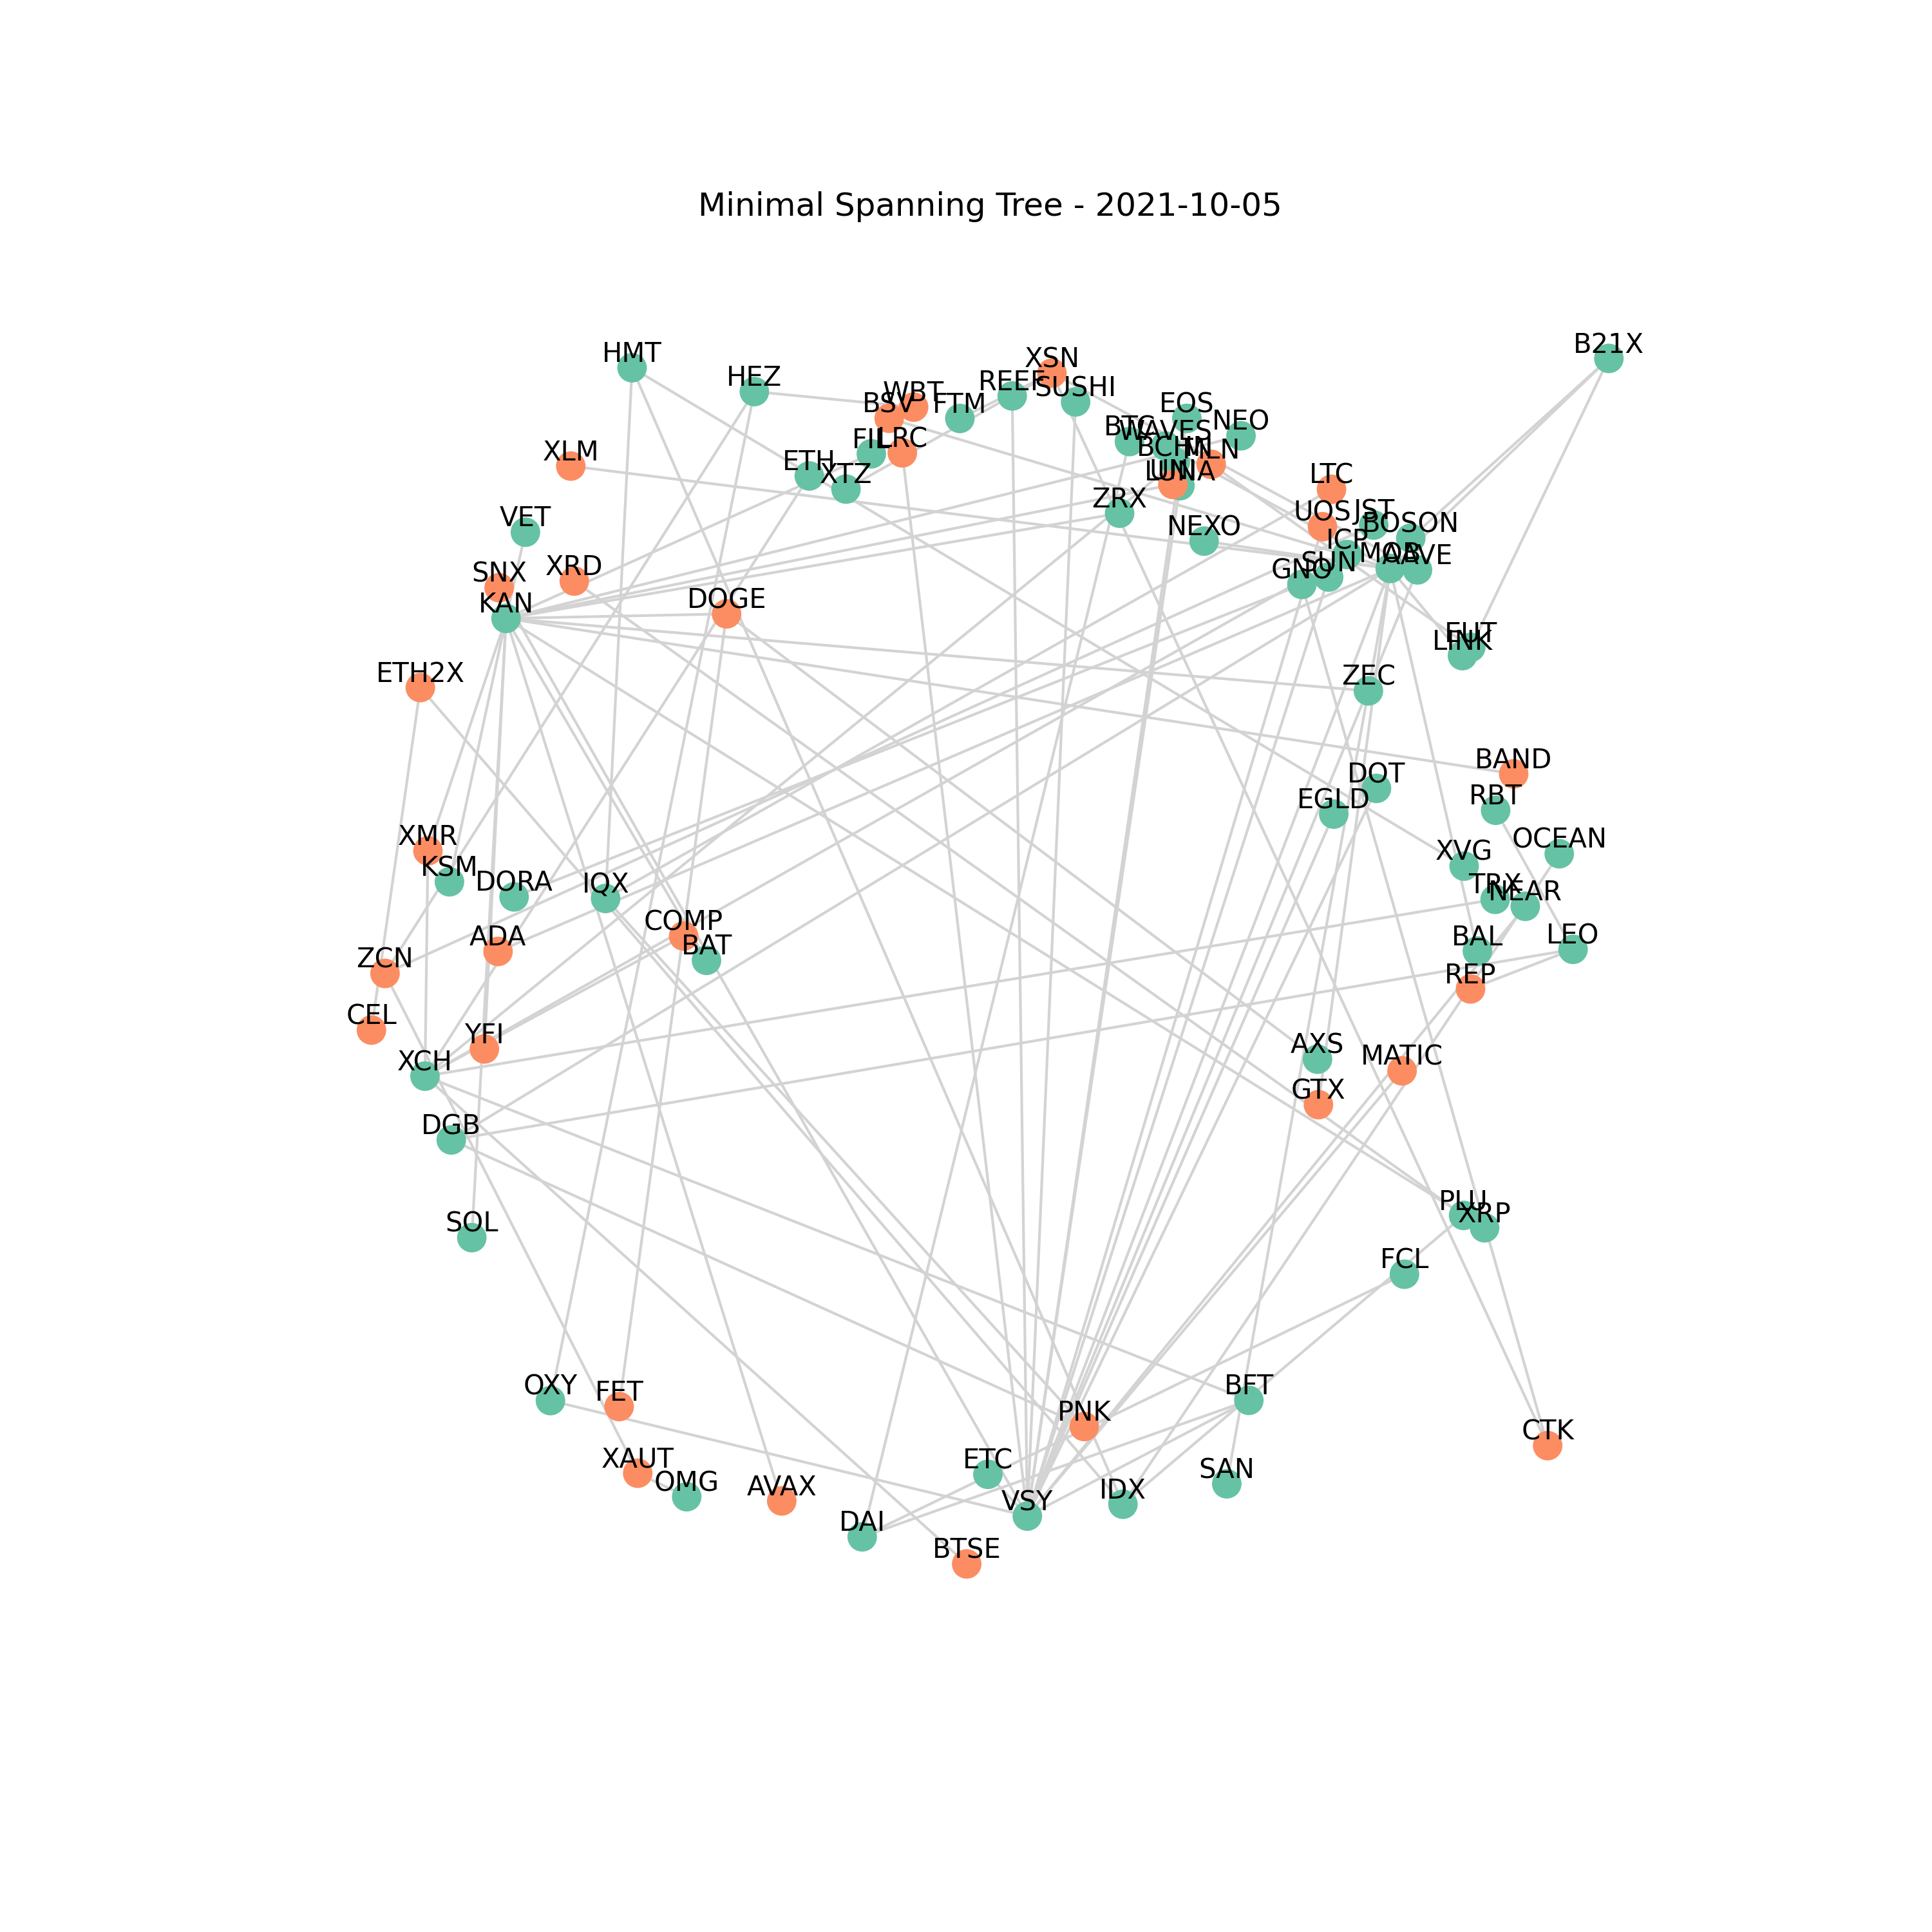 Minimal Spanning Tree - 2021-10-05
B21X
HMT
XSN
HEZ
REEF
SUSHI
WBT
BSV
FTM
EOS
NEO
BTC
WAVES
FIL
LRC
BCH
XLM
ETH
XTZ
LUNA
LTC
ZRX
UOS
JST
VET
NEXO
BOSON
ICP
MOB
AAVE
SNX
XRD
GNO
SUN
KAN
DOGE
EUT
LINK
ETH2X
ZEC
BAND
DOT
RBT
EGLD
XMR
OCEAN
KSM
XVG
DORA
IQX
TRX
NEAR
COMP
ADA
BAT
BAL
LEO
ZCN
REP
CEL
YFI
AXS
MATIC
XCH
GTX
DGB
SOL
PLU
XRP
FCL
OXY
FET
BFT
PNK
CTK
XAUT
OMG
ETC
SAN
AVAX
VSY
IDX
DAI
BTSE